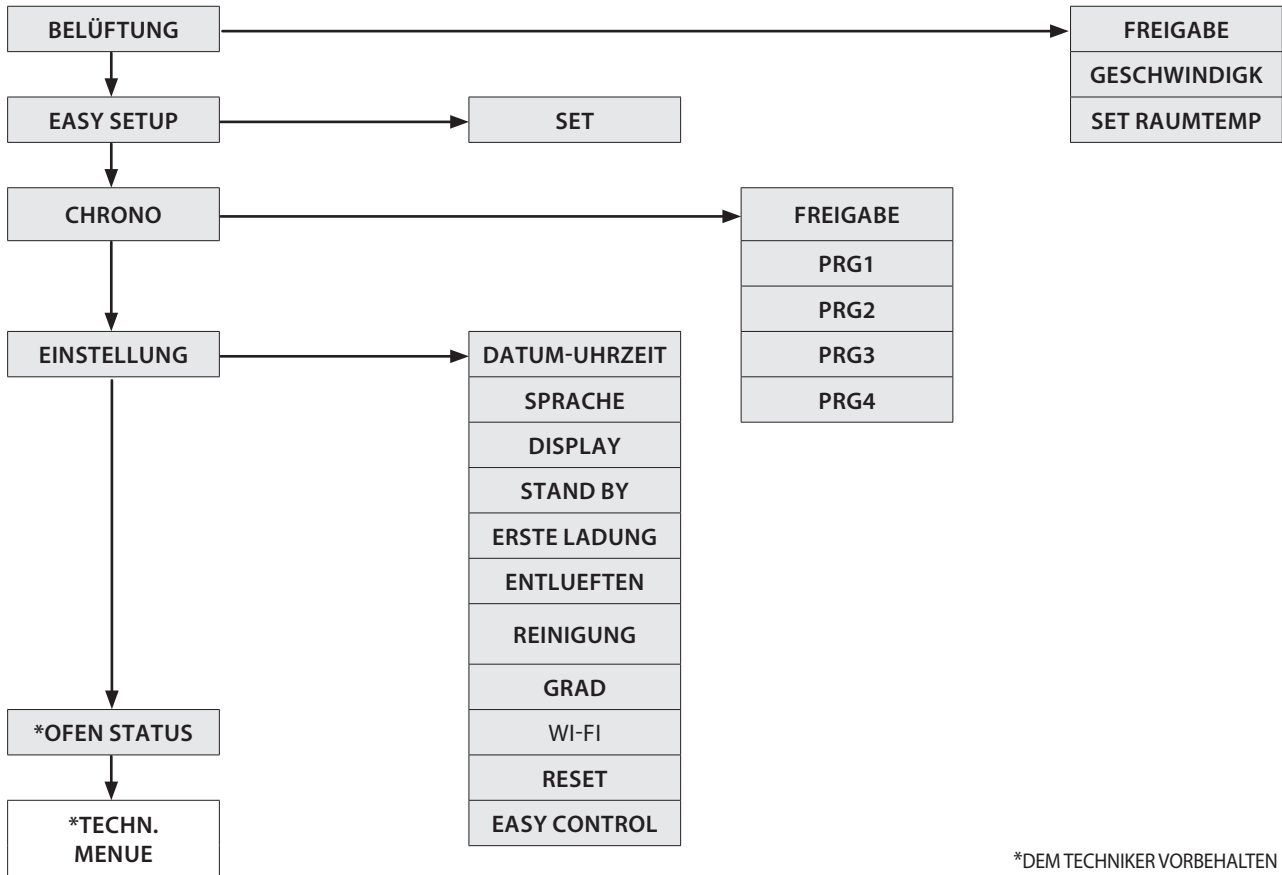 BELÜFTUNG
FREIGABE
GESCHWINDIGK
SET RAUMTEMP
EASY SETUP
SET
CHRONO
FREIGABE
PRG1
PRG2
PRG3
PRG4
EINSTELLUNG
DATUM-UHRZEIT
SPRACHE
DISPLAY
STAND BY
ERSTE LADUNG
ENTLUEFTEN
REINIGUNG
GRAD
WI-FI
RESET
EASY CONTROL
*OFEN STATUS
*TECHN.
MENUE
*DEM TECHNIKER VORBEHALTEN